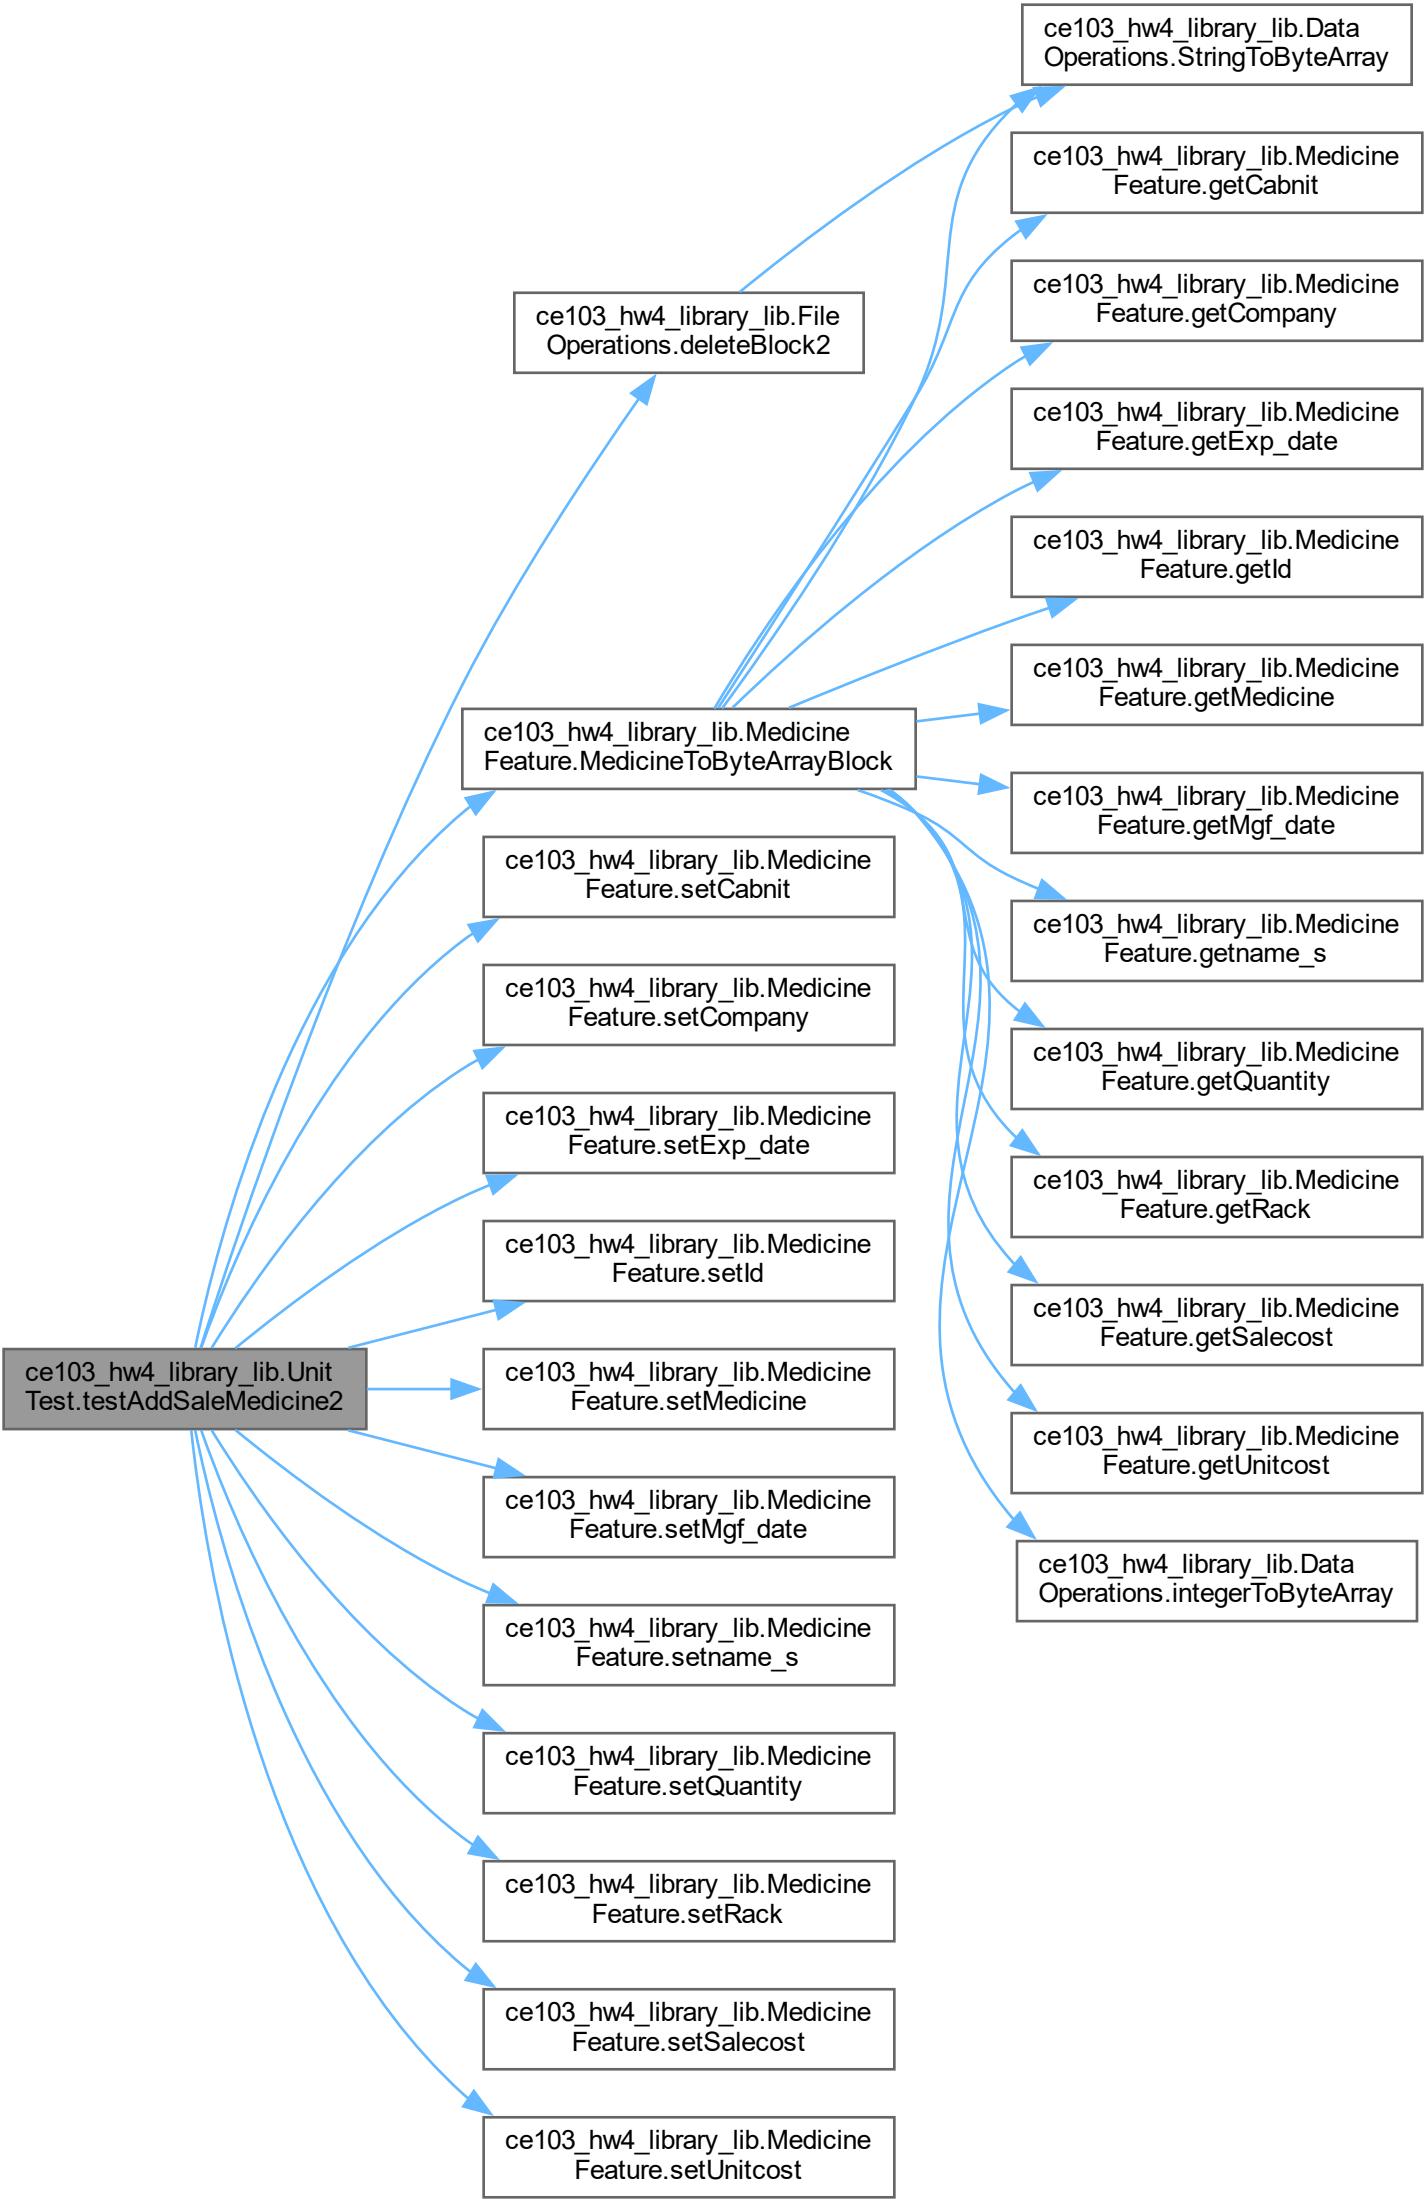 ce103_hw4_library_lib.Unit
Test.testAddSaleMedicine2
ce103_hw4_library_lib.File
Operations.deleteBlock2
ce103_hw4_library_lib.Medicine
Feature.MedicineToByteArrayBlock
ce103_hw4_library_lib.Medicine
Feature.setCabnit
ce103_hw4_library_lib.Medicine
Feature.setCompany
ce103_hw4_library_lib.Medicine
Feature.setExp_date
ce103_hw4_library_lib.Medicine
Feature.setId
ce103_hw4_library_lib.Medicine
Feature.setMedicine
ce103_hw4_library_lib.Medicine
Feature.setMgf_date
ce103_hw4_library_lib.Medicine
Feature.setname_s
ce103_hw4_library_lib.Medicine
Feature.setQuantity
ce103_hw4_library_lib.Medicine
Feature.setRack
ce103_hw4_library_lib.Medicine
Feature.setSalecost
ce103_hw4_library_lib.Medicine
Feature.setUnitcost
ce103_hw4_library_lib.Data
Operations.StringToByteArray
ce103_hw4_library_lib.Medicine
Feature.getCabnit
ce103_hw4_library_lib.Medicine
Feature.getCompany
ce103_hw4_library_lib.Medicine
Feature.getExp_date
ce103_hw4_library_lib.Medicine
Feature.getId
ce103_hw4_library_lib.Medicine
Feature.getMedicine
ce103_hw4_library_lib.Medicine
Feature.getMgf_date
ce103_hw4_library_lib.Medicine
Feature.getname_s
ce103_hw4_library_lib.Medicine
Feature.getQuantity
ce103_hw4_library_lib.Medicine
Feature.getRack
ce103_hw4_library_lib.Medicine
Feature.getSalecost
ce103_hw4_library_lib.Medicine
Feature.getUnitcost
ce103_hw4_library_lib.Data
Operations.integerToByteArray